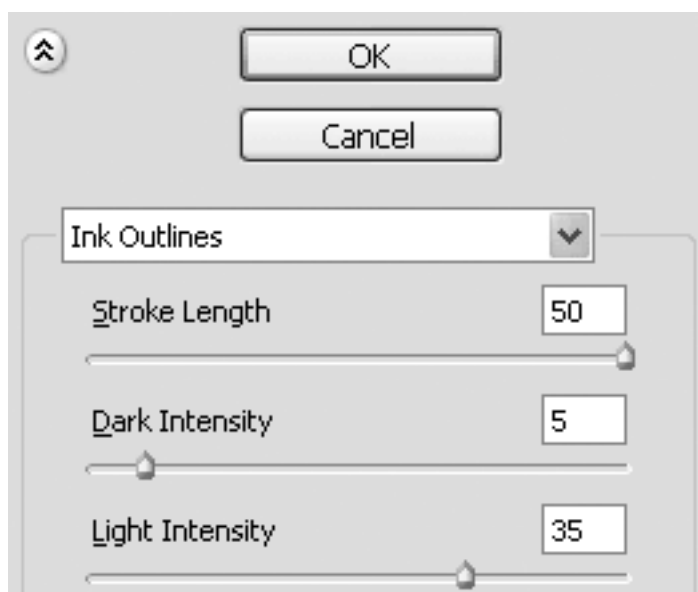 OK
Cancel
Ink Outlines
Stroke Length 50
Dark Intensity 5
Light Intensity 35